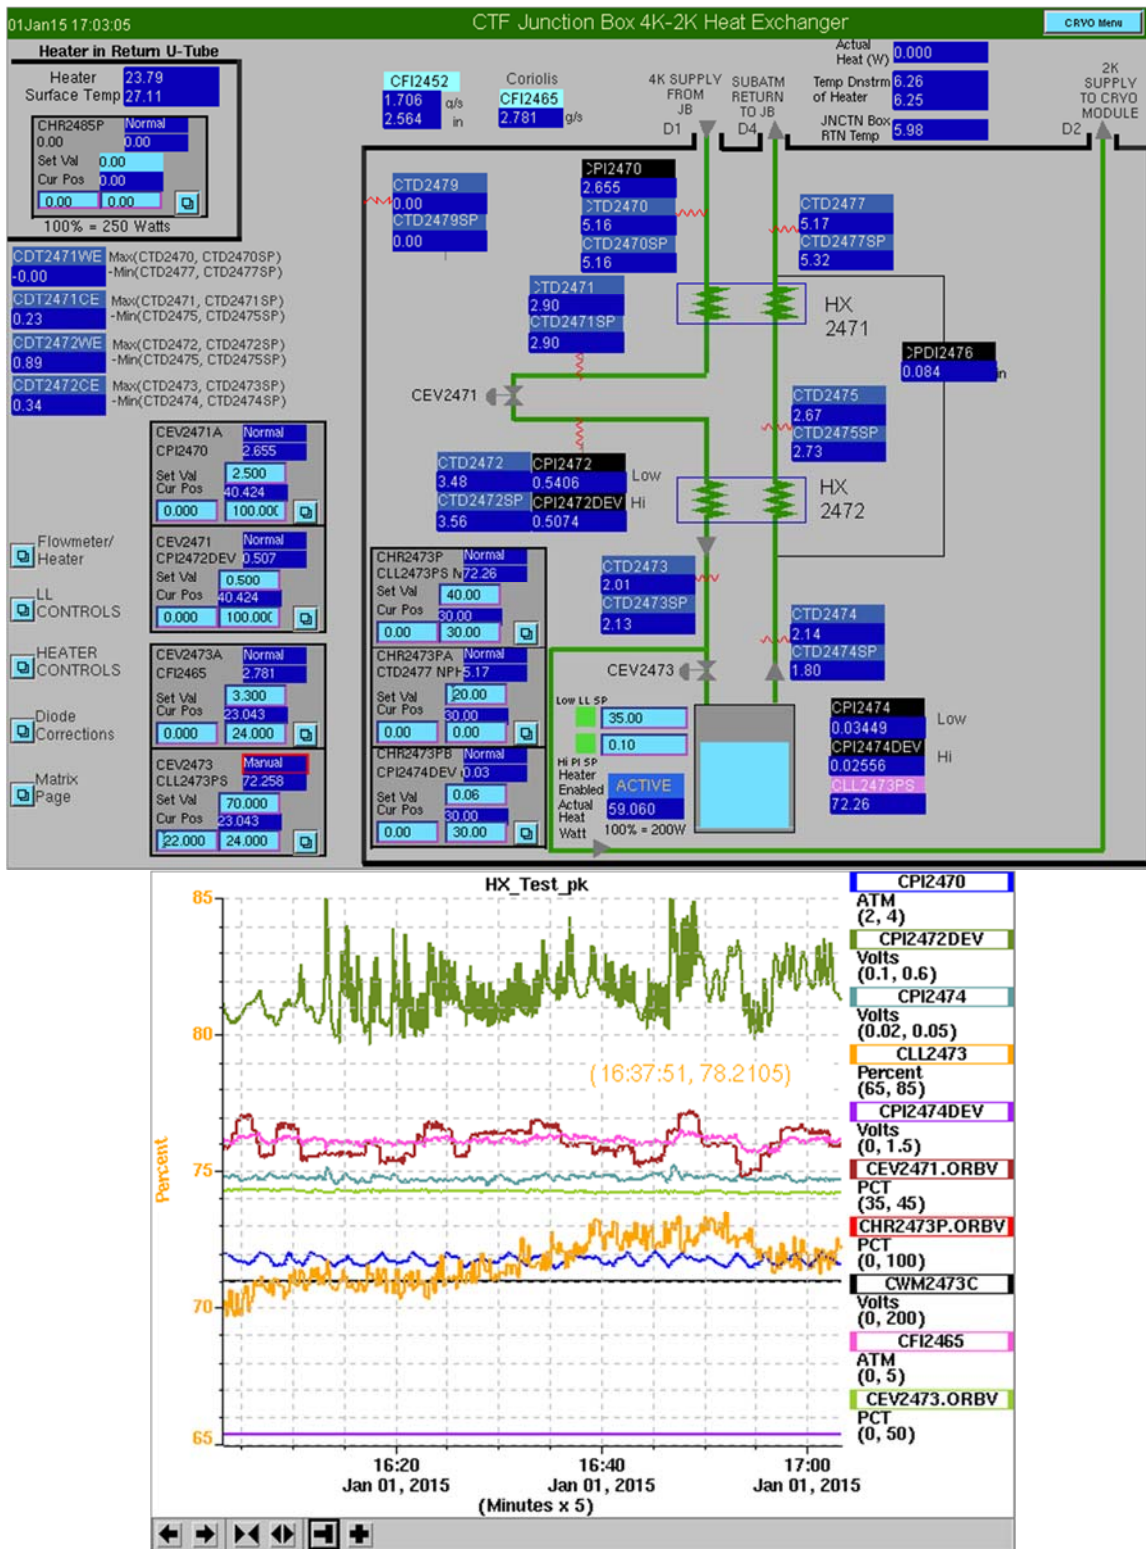 01Jan15 17:03:05
CTF Junction Box 4K-2K Heat Exchanger
CRYO Menu
Heater in Return U-Tube
Heater 23.79
Surface Temp 27.11
CHR2485P Normal
0.00 0.00
Set Val 0.00
Cur Pos 0.00
0.00 0.00
100% = 250 Watts
CFI2452
1.706 g/s
2.564 in
Coriolis
CFI2465
2.781 g/s
4K SUPPLY
FROM
JB
D1
SUBATM
RETURN
TO JB
D4
Actual
Heat (W) 0.000
Temp Dnstrm 6.26
of Heater 6.25
JNCTN Box
RTN Temp 5.98
2K
SUPPLY
TO CRYO
MODULE
D2
CTD2479
0.00
CTD2479SP
0.00
CPI2470
2.655
CTD2470
5.16
CTD2470SP
5.16
CTD2477
5.17
CTD2477SP
5.32
CDT2471WE Max(CTD2470, CTD2470SP)
-0.00 -Min(CTD2477, CTD2477SP)
CDT2471CE Max(CTD2471, CTD2471SP)
0.23 -Min(CTD2475, CTD2475SP)
CDT2472WE Max(CTD2472, CTD2472SP)
0.89 -Min(CTD2475, CTD2475SP)
CDT2472CE Max(CTD2473, CTD2473SP)
0.34 -Min(CTD2474, CTD2474SP)
CTD2471
2.90
CTD2471SP
2.90
HX
2471
CPDI2476
0.084 in
CEV2471
CTD2475
2.67
CTD2475SP
2.73
CTD2472 CPI2472
3.48 0.5406 Low
CTD2472SP CPI2472DEV Hi
3.56 0.5074
HX
2472
CEV2471A Normal
CPI2470 2.655
Set Val 2.500
Cur Pos 40.424
0.000 100.000
CEV2471 Normal
CPI2472DEV 0.507
Set Val 0.500
Cur Pos 40.424
0.000 100.000
CEV2473A Normal
CFI2465 2.781
Set Val 3.300
Cur Pos 23.043
0.000 24.000
CEV2473 Manual
CLL2473PS 72.258
Set Val 70.000
Cur Pos 23.043
22.000 24.000
Flowmeter/
Heater
LL
CONTROLS
HEATER
CONTROLS
Diode
Corrections
Matrix
Page
CHR2473P Normal
CLL2473PS N 72.26
Set Val 40.00
Cur Pos 30.00
0.00 30.00
CHR2473PA Normal
CTD2477 NPH 5.17
Set Val 20.00
Cur Pos 30.00
0.00 0.00
CHR2473PB Normal
CPI2474DEV 0.03
Set Val 0.06
Cur Pos 30.00
0.00 30.00
CTD2473
2.01
CTD2473SP
2.13
CTD2474
2.14
CTD2474SP
1.80
CEV2473
Low LL SP
35.00
0.10
Hi PI SP
Heater
Enabled ACTIVE
Actual
Heat 59.060
Watt 100% = 200W
CPI2474
0.03449 Low
CPI2474DEV
0.02556 Hi
CLL2473PS
72.26
HX_Test_pk
85
80
75
70
65
Percent
(16:37:51, 78.2105)
16:20
Jan 01, 2015
16:40
Jan 01, 2015
17:00
Jan 01, 2015
(Minutes x 5)
CPI2470
ATM
(2, 4)
CPI2472DEV
Volts
(0.1, 0.6)
CPI2474
Volts
(0.02, 0.05)
CLL2473
Percent
(65, 85)
CPI2474DEV
Volts
(0, 1.5)
CEV2471.ORBV
PCT
(35, 45)
CHR2473P.ORBV
PCT
(0, 100)
CWM2473C
Volts
(0, 200)
CFI2465
ATM
(0, 5)
CEV2473.ORBV
PCT
(0, 50)